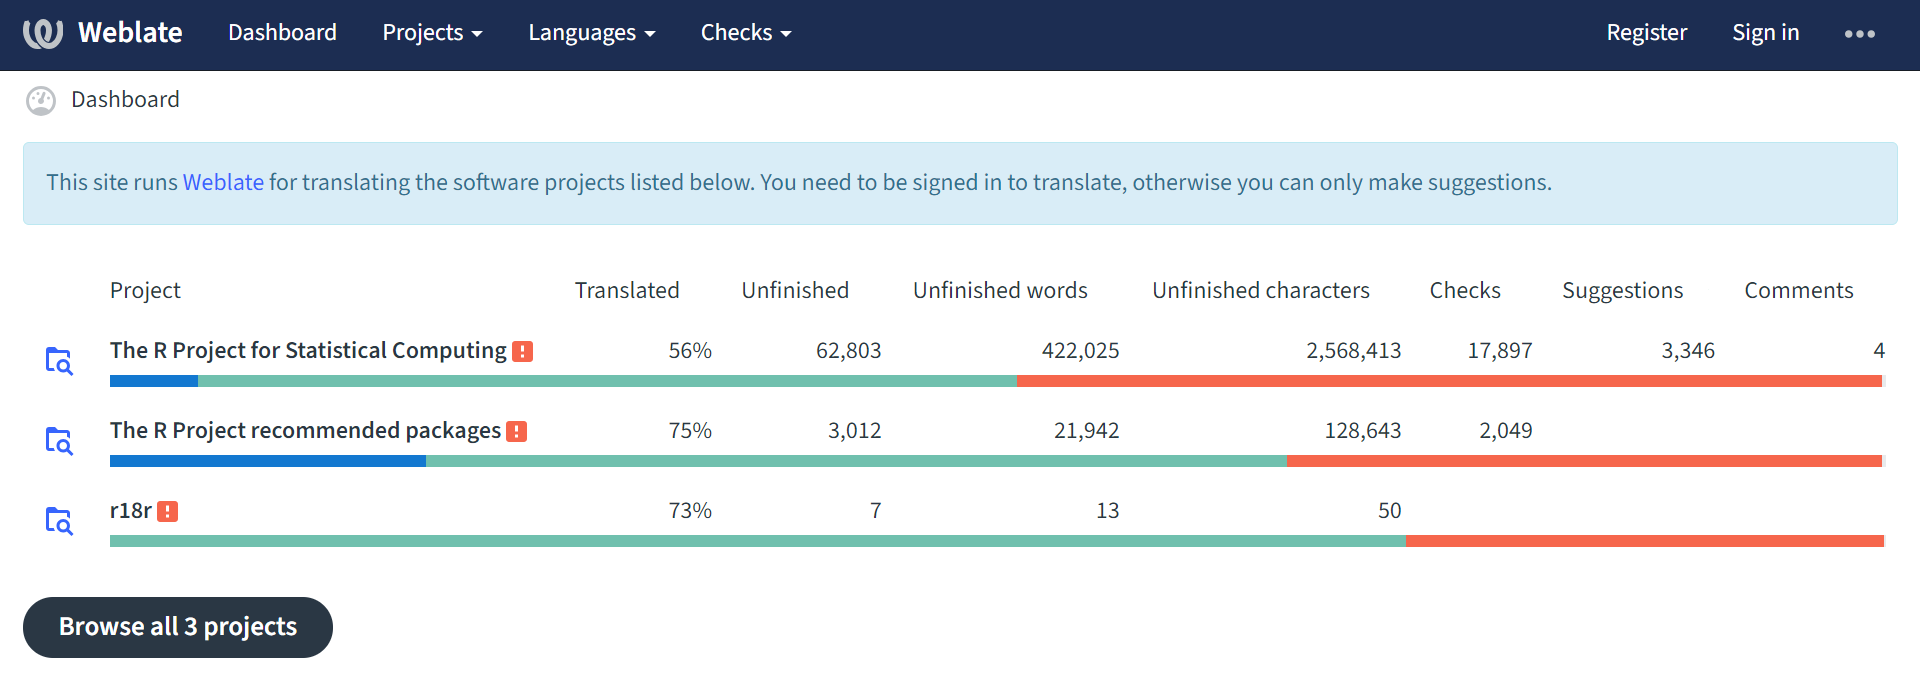 Weblate Dashboard Projects Languages Checks Register Sign in
Dashboard
This site runs Weblate for translating the software projects listed below. You need to be signed in to translate, otherwise you can only make suggestions.
Project Translated Unfinished Unfinished words Unfinished characters Checks Suggestions Comments
The R Project for Statistical Computing 56% 62,803 422,025 2,568,413 17,897 3,346 4
The R Project recommended packages 75% 3,012 21,942 128,643 2,049
r18r 73% 7 13 50
Browse all 3 projects